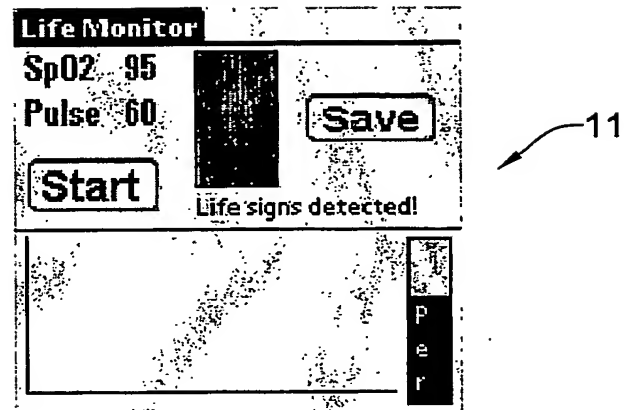 Life Monitor
SpO2 95
Pulse 60
Save
11
Start
Life signs detected!
P
e
r